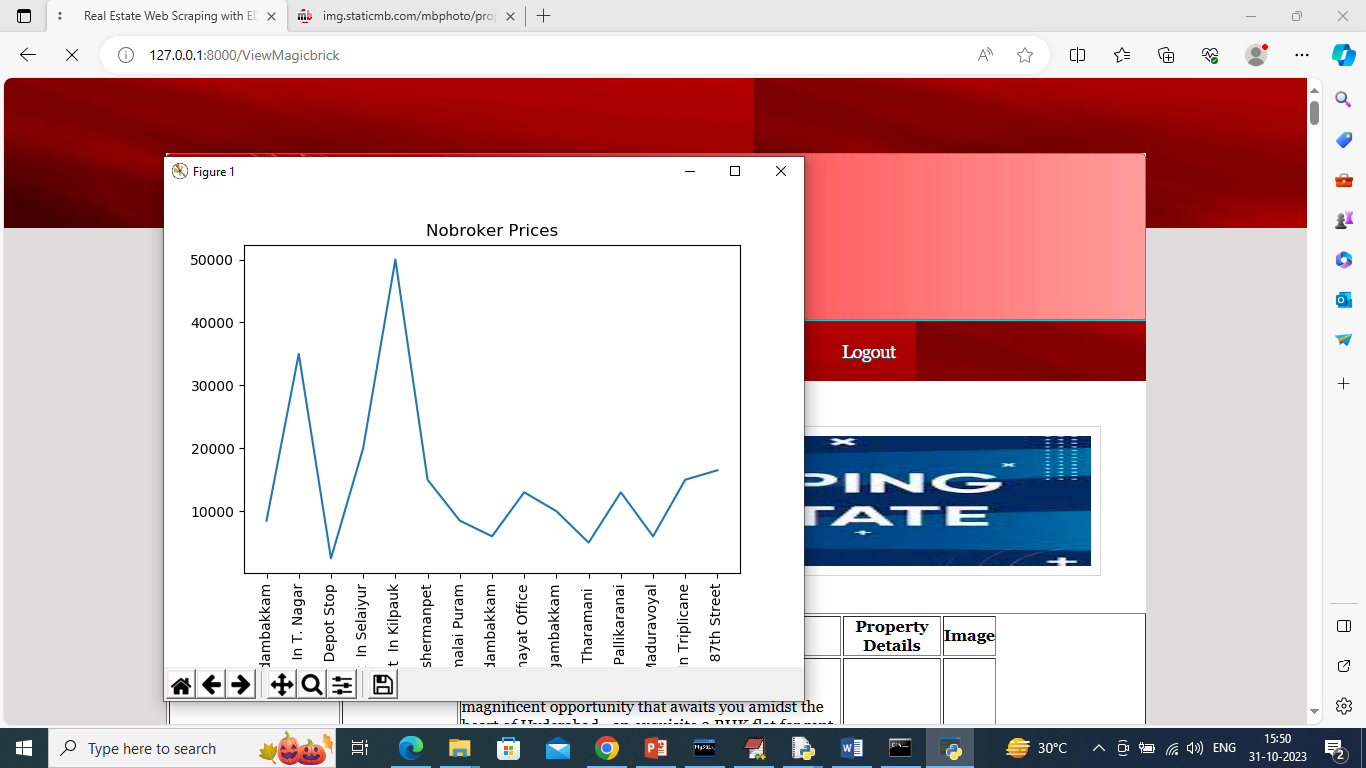 Real Estate Web Scraping with ED
img.staticmb.com/mbphoto/prop
127.0.0.1:8000/ViewMagicbrick
Figure 1
Nobroker Prices
50000
40000
30000
20000
10000
dambakkam
In T. Nagar
Depot Stop
In Selaiyur
t In Kilpauk
shermanpet
malai Puram
dambakkam
nayat Office
gambakkam
Tharamani
Pallikaranai
Maduravoyal
n Triplicane
87th Street
Logout
PING
TATE
Property
Details
Image
magnificent opportunity that awaits you amidst the
Type here to search
30°C
ENG
15:50
31-10-2023
2